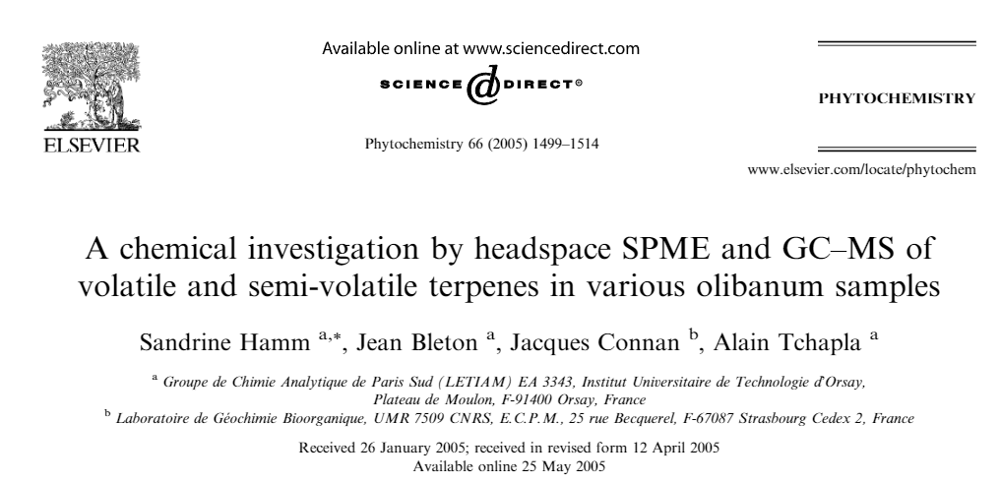 Available online at www.sciencedirect.com
SCIENCE DIRECT®
PHYTOCHEMISTRY
ELSEVIER
Phytochemistry 66 (2005) 1499–1514
www.elsevier.com/locate/phytochem
A chemical investigation by headspace SPME and GC–MS of
volatile and semi-volatile terpenes in various olibanum samples
Sandrine Hamm a,*, Jean Bleton a, Jacques Connan b, Alain Tchapla a
a Groupe de Chimie Analytique de Paris Sud (LETIAM) EA 3343, Institut Universitaire de Technologie d'Orsay,
Plateau de Moulon, F-91400 Orsay, France
b Laboratoire de Géochimie Bioorganique, UMR 7509 CNRS, E.C.P.M., 25 rue Becquerel, F-67087 Strasbourg Cedex 2, France
Received 26 January 2005; received in revised form 12 April 2005
Available online 25 May 2005